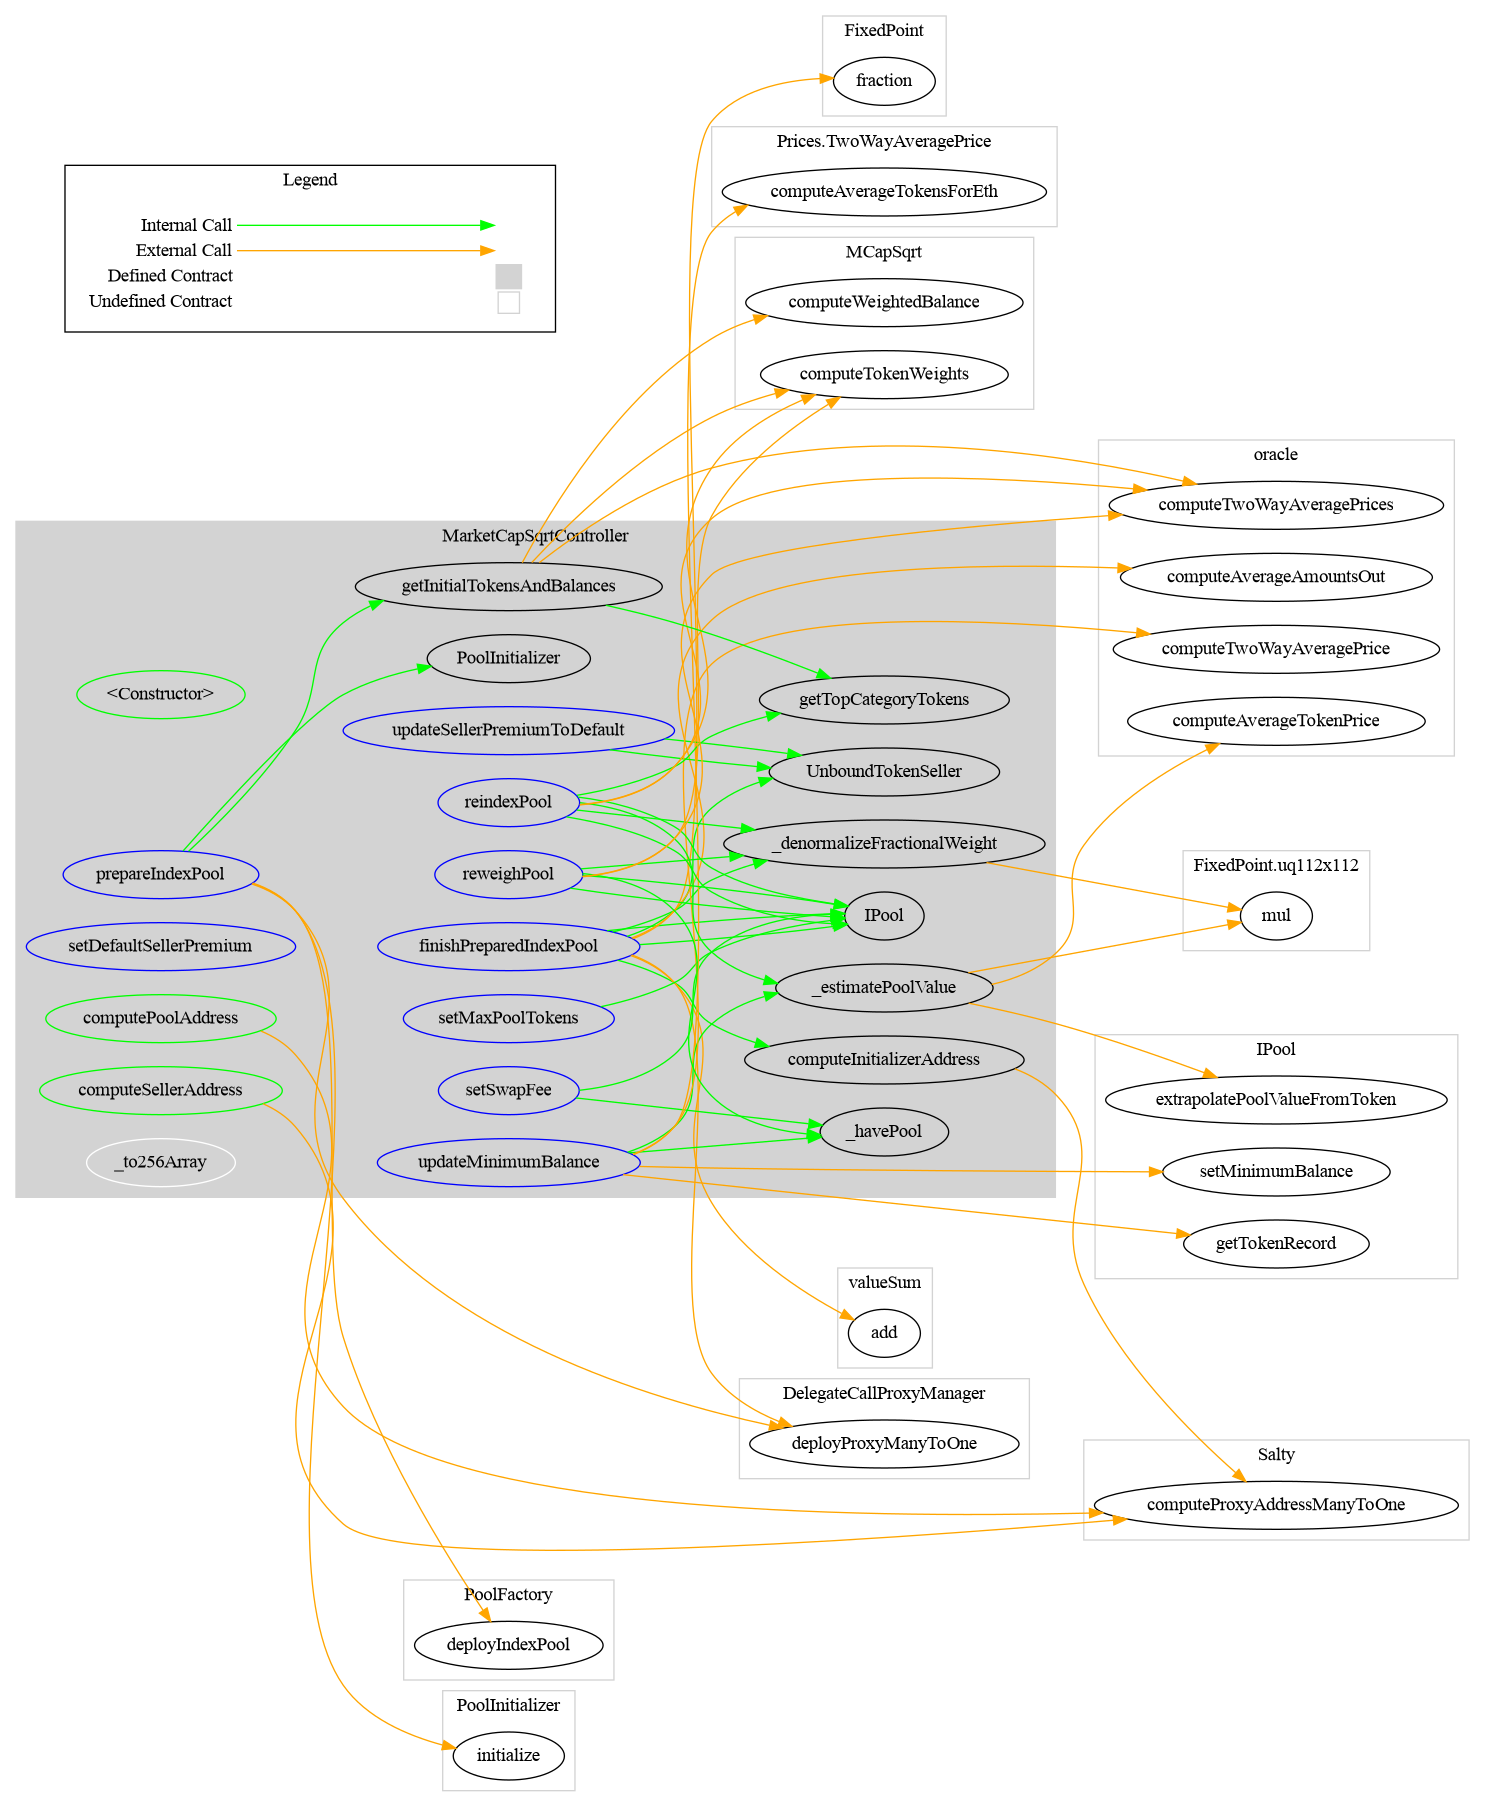 FixedPoint
fraction
Prices.TwoWayAveragePrice
computeAverageTokensForEth
Legend
Internal Call
External Call
Defined Contract
Undefined Contract
MCapSqrt
computeWeightedBalance
computeTokenWeights
oracle
computeTwoWayAveragePrices
computeAverageAmountsOut
computeTwoWayAveragePrice
computeAverageTokenPrice
MarketCapSqrtController
getInitialTokensAndBalances
PoolInitializer
<Constructor>
getTopCategoryTokens
updateSellerPremiumToDefault
UnboundTokenSeller
reindexPool
_denormalizeFractionalWeight
prepareIndexPool
reweighPool
IPool
setDefaultSellerPremium
finishPreparedIndexPool
_estimatePoolValue
computePoolAddress
setMaxPoolTokens
computeInitializerAddress
computeSellerAddress
setSwapFee
_havePool
_to256Array
updateMinimumBalance
FixedPoint.uq112x112
mul
IPool
extrapolatePoolValueFromToken
setMinimumBalance
getTokenRecord
valueSum
add
DelegateCallProxyManager
deployProxyManyToOne
Salty
computeProxyAddressManyToOne
PoolFactory
deployIndexPool
PoolInitializer
initialize